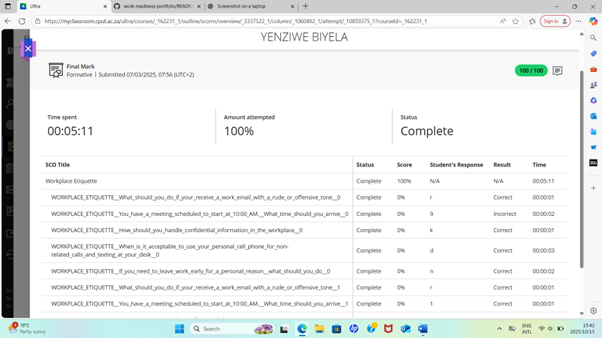 Ultra
work-readiness-portfolio/READM
Screenshot on a laptop
https://myclassroom.cput.ac.za/ultra/courses/_162231_1/outline/scorm/overview/_3337522_1/column/_1060492_1/attempt/_10859375_1?courseId=_162231_1
Sign in
YENZIWE BIYELA
Final Mark
Formative | Submitted 07/03/2025, 07:56 (UTC+2)
100 / 100
Time spent
00:05:11
Amount attempted
100%
Status
Complete
SCO Title Status Score Student's Response Result Time
Workplace Etiquette Complete 100% N/A N/A 00:05:11
WORKPLACE_ETIQUETTE__What_should_you_do_if_your_receive_a_work_email_with_a_rude_or_offensive_tone__0 Complete 0% r Correct 00:00:01
WORKPLACE_ETIQUETTE__You_have_a_meeting_scheduled_to_start_at_10:00_AM.__What_time_should_you_arrive__0 Complete 0% 9 Incorrect 00:00:02
WORKPLACE_ETIQUETTE__How_should_you_handle_confidential_information_in_the_workplace__0 Complete 0% k Correct 00:00:01
WORKPLACE_ETIQUETTE__When_is_it_acceptable_to_use_your_personal_cell_phone_for_non-
related_calls_and_texting_at_your_desk__0 Complete 0% d Correct 00:00:03
WORKPLACE_ETIQUETTE__If_you_need_to_leave_work_early_for_a_personal_reason__what_should_you_do__0 Complete 0% n Correct 00:00:02
WORKPLACE_ETIQUETTE__What_should_you_do_if_your_receive_a_work_email_with_a_rude_or_offensive_tone__1 Complete 0% r Correct 00:00:01
WORKPLACE_ETIQUETTE__You_have_a_meeting_scheduled_to_start_at_10:00_AM.__What_time_should_you_arrive__1 Complete 0% 1 Correct 00:00:01
19°C
Partly sunny
Search
ENG
INTL
15:42
2025/10/15